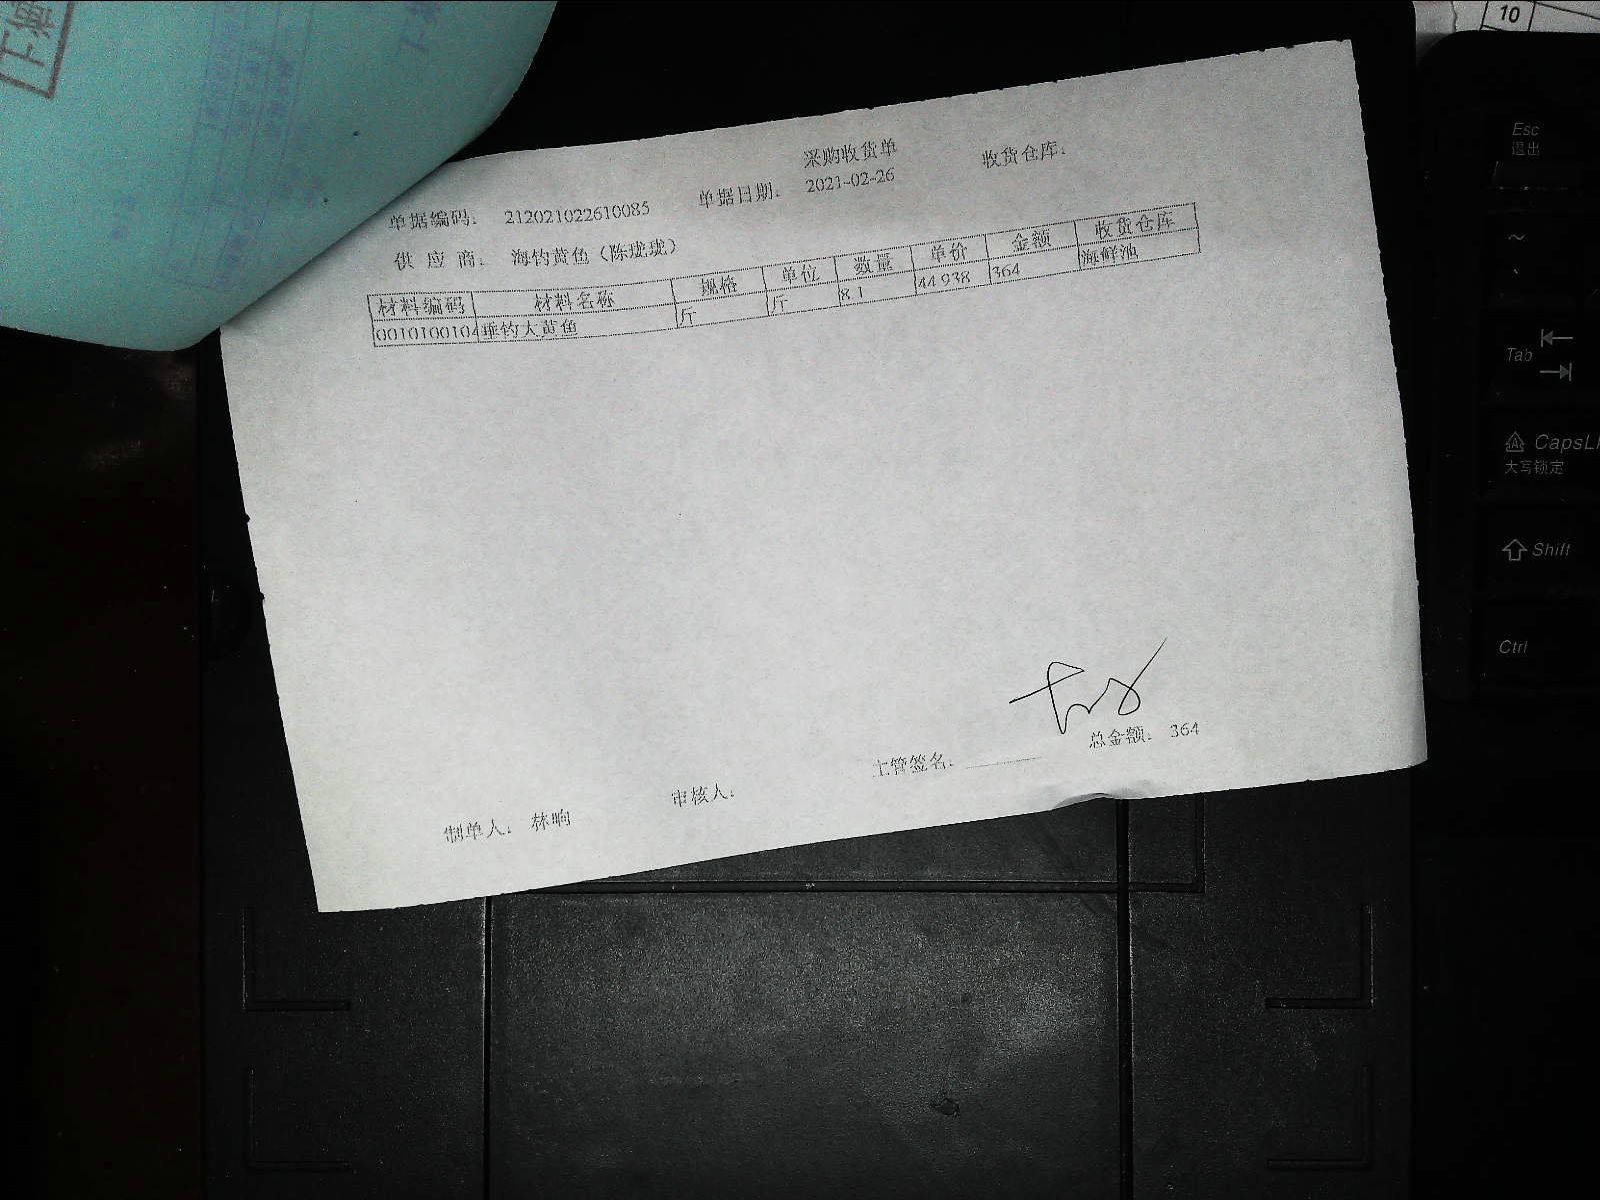 采购收货单
单据编码： 212021022610085 单据日期： 2021-02-26 收货仓库：
供 应 商： 海钓黄鱼（陈珑珑）
材料编码 材料名称 规格 单位 数量 单价 金额 收货仓库
0010100104 垂钓大黄鱼 斤 斤 8.1 44.938 364 海鲜池
总金额： 364
制单人： 林晌 审核人： 主管签名：
10
Esc
退出
~
Tab
CapsL
大写锁定
Shift
Ctrl